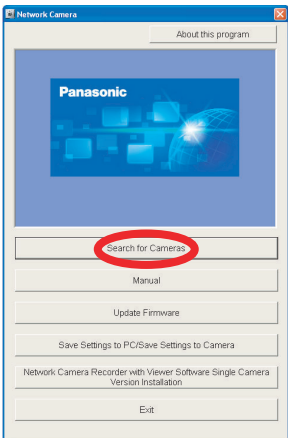 Network Camera
About this program
Panasonic
Search for Cameras
Manual
Update Firmware
Save Settings to PC/Save Settings to Camera
Network Camera Recorder with Viewer Software Single Camera
Version Installation
Exit